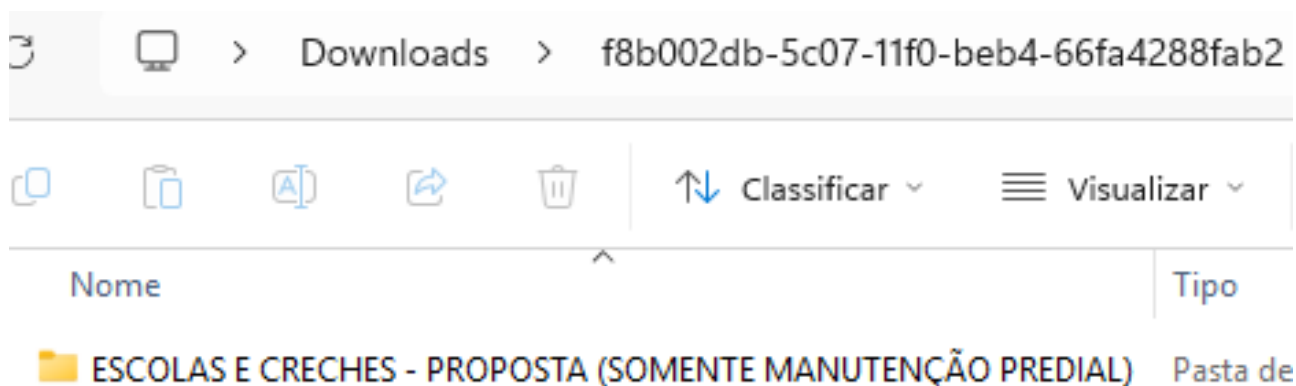 > Downloads > f8b002db-5c07-11f0-beb4-66fa4288fab2
Classificar Visualizar
Nome Tipo
ESCOLAS E CRECHES - PROPOSTA (SOMENTE MANUTENÇÃO PREDIAL) Pasta de